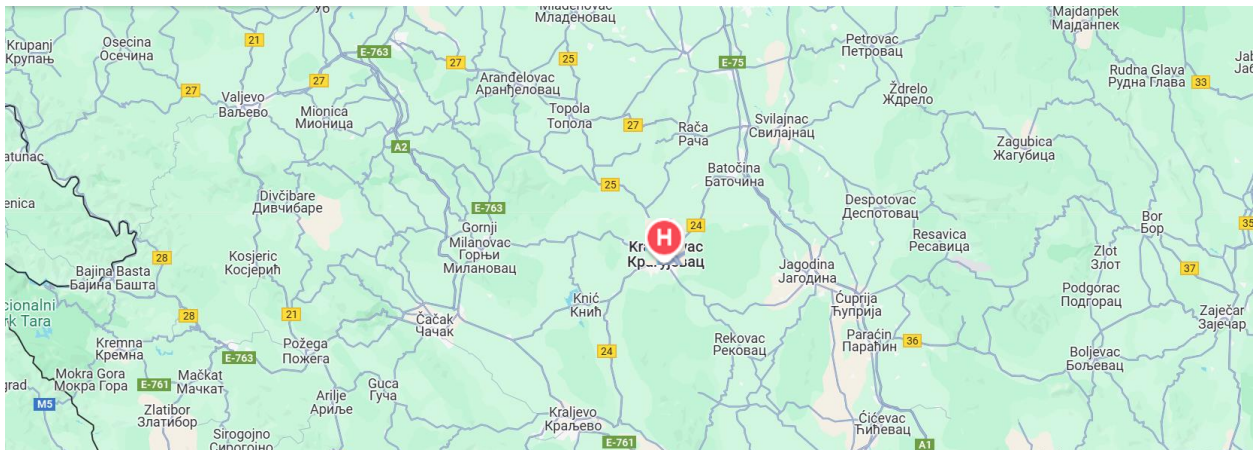 Уб
Mladenovac
Младеновац
Majdanpek
Мајданпек
Krupanj
Крупањ
Osecina
Осечина
21
E-763
27
25
E-75
Petrovac
Петровац
Rudna Glava
Рудна Глава
33
Aranđelovac
Аранђеловац
27
27
Valjevo
Ваљево
Mionica
Мионица
Topola
Топола
27
Rača
Рача
Svilajnac
Свилајнац
Ždrelo
Ждрело
Zagubica
Жагубица
A2
Batočina
Баточина
25
Divčibare
Дивчибаре
E-763
24
Despotovac
Деспотовац
Bor
Бор
35
Gornji
Milanovac
Горњи
Милановац
H
Крагујевац
Resavica
Ресавица
Zlot
Злот
37
Kosjeric
Косјерић
28
Bajina Basta
Бајина Башта
Jagodina
Јагодина
Podgorac
Подгорац
Knić
Кнић
Ćuprija
Ћуприја
Zaječar
Зајечар
28
21
Čačak
Чачак
Tara
Kremna
Кремна
E-763
Požega
Пожега
24
Rekovac
Рековац
Paraćin
Параћин
36
Boljevac
Бољевац
Mokra Gora
Мокра Гора
E-761
Mačkat
Мачкат
Guca
Гуча
Arilje
Ариље
M5
Zlatibor
Златибор
Kraljevo
Краљево
Ćićevac
Ћићевац
Sirogojno
Сирогојно
E-761
A1